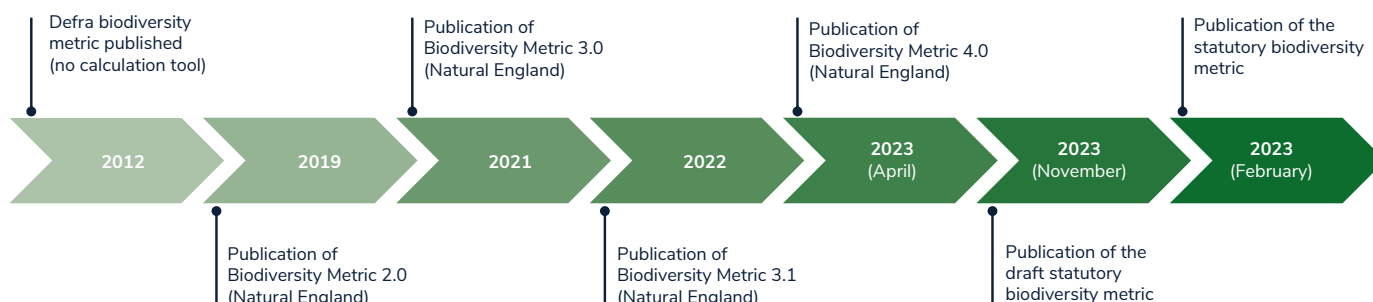 Defra biodiversity
metric published
(no calculation tool)
Publication of
Biodiversity Metric 3.0
(Natural England)
Publication of
Biodiversity Metric 4.0
(Natural England)
Publication of the
statutory biodiversity
metric
2012
2019
2021
2022
2023
(April)
2023
(November)
2023
(February)
Publication of
Biodiversity Metric 2.0
(Natural England)
Publication of
Biodiversity Metric 3.1
(Natural England)
Publication of the
draft statutory
biodiversity metric